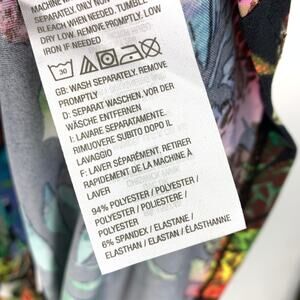 MACHINE WASH
SEPARATELY. ONLY NON
BLEACH WHEN NEEDED. TUMBLE
DRY LOW. REMOVE PROMPTLY. LOW
IRON IF NEEDED
30
GB: WASH SEPARATELY. REMOVE
PROMPTLY
D: SEPARAT WASCHEN, VOR DER
WÄSCHE ENTFERNEN
I: LAVARE SEPARATAMENTE.
RIMUOVERE SUBITO DOPO IL
LAVAGGIO
F: LAVER SÉPARÉMENT. RETIRER
RAPIDEMENT DE LA MACHINE À
LAVER
94% POLYESTER / POLYESTER /
POLYESTER / POLIESTERE /
POLYESTER
6% SPANDEX / ELASTANE /
ELASTHAN / ELASTAN / ÉLASTHANNE